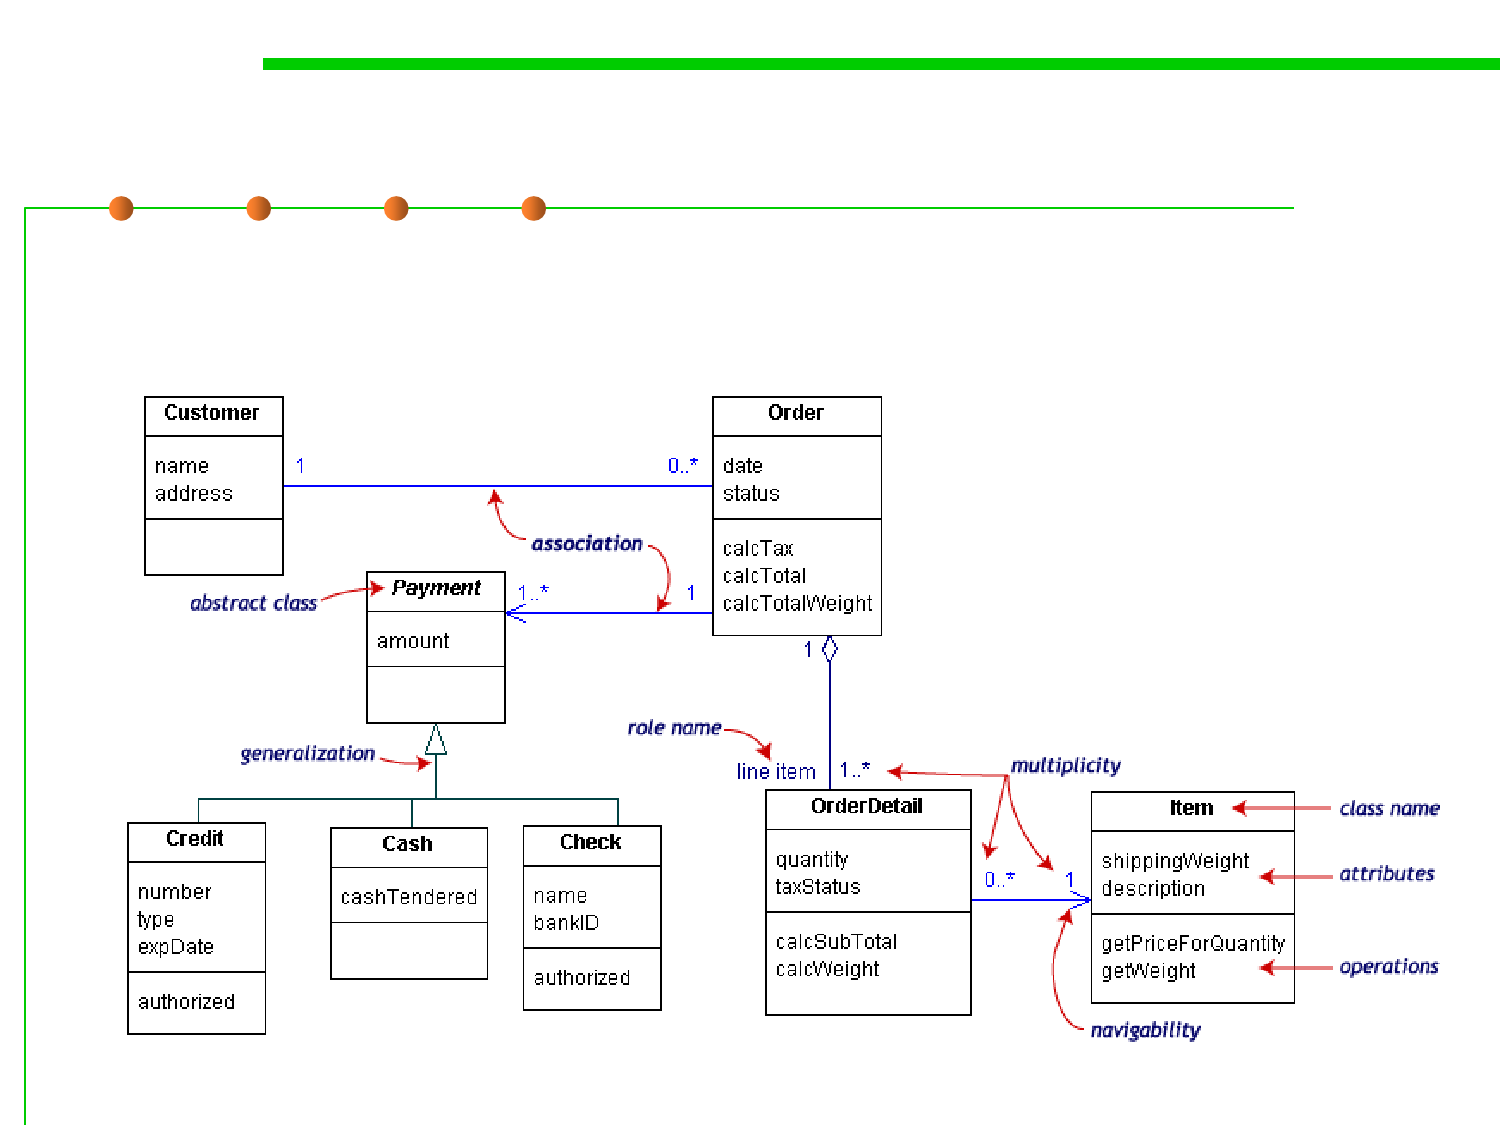 Customer
name
address
1
0..*
Order
date
status
calcTax
calcTotal
calcTotalWeight
association
abstract class
Payment
amount
1..*
1
1
role name
line item
1..*
multiplicity
generalization
Credit
number
type
expDate
authorized
Cash
cashTendered
Check
name
bankID
authorized
OrderDetail
quantity
taxStatus
calcSubTotal
calcWeight
0..*
1
Item
shippingWeight
description
getPriceForQuantity
getWeight
class name
attributes
operations
navigability